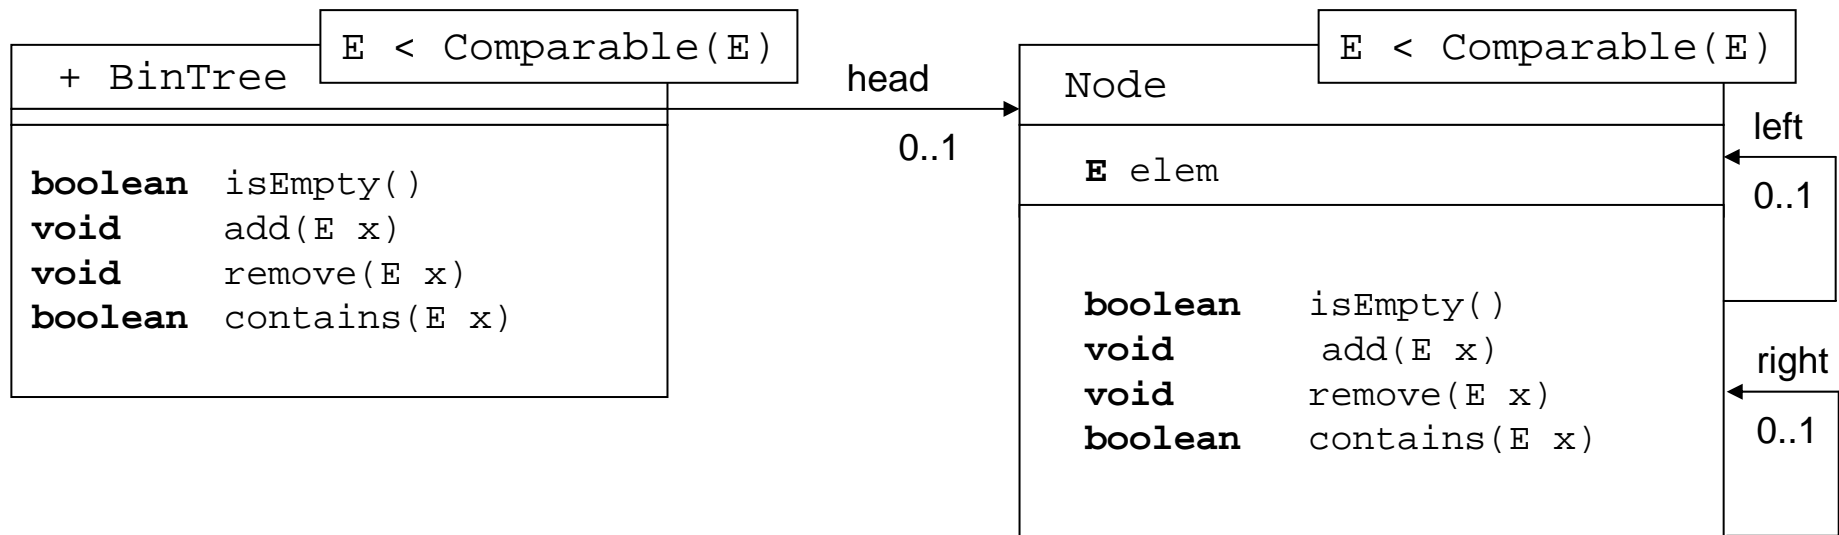 E < Comparable(E)
+ BinTree
boolean isEmpty()
void add(E x)
void remove(E x)
boolean contains(E x)
head
0..1
E < Comparable(E)
Node
E elem
boolean isEmpty()
void add(E x)
void remove(E x)
boolean contains(E x)
left
0..1
right
0..1